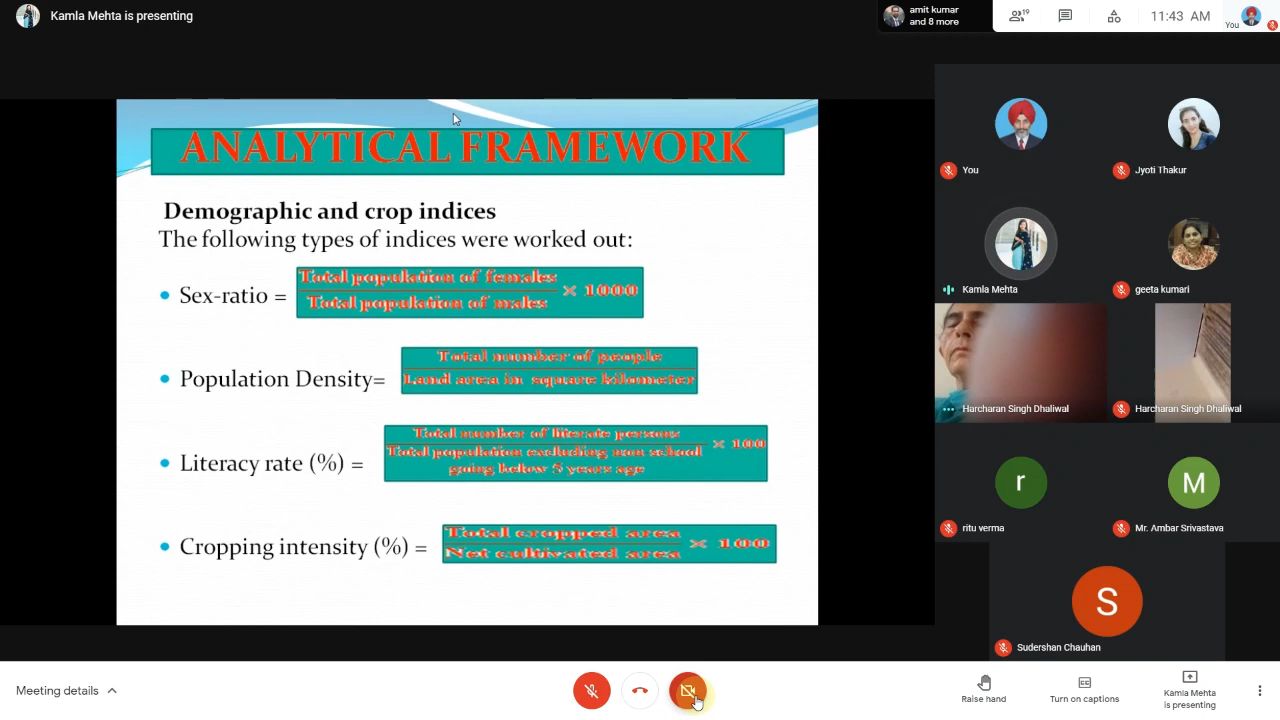 Kamla Mehta is presenting
amit kumar
and 8 more
19
11:43 AM
You
ANALYTICAL FRAMEWORK
Demographic and crop indices
The following types of indices were worked out:
Sex-ratio =
Total population of females
Total population of males
× 1000
Population Density=
Total number of people
Land area in square kilometer
Literacy rate (%) =
Total number of literate persons
Total population excluding non school
going below 5 years age
× 100
Cropping intensity (%) =
Total cropped area
Net cultivated area
× 100
You
Jyoti Thakur
Kamla Mehta
geeta kumari
Harcharan Singh Dhaliwal
Harcharan Singh Dhaliwal
r
M
ritu verma
Mr. Ambar Srivastava
S
Sudershan Chauhan
Meeting details
Raise hand
Turn on captions
Kamla Mehta
is presenting